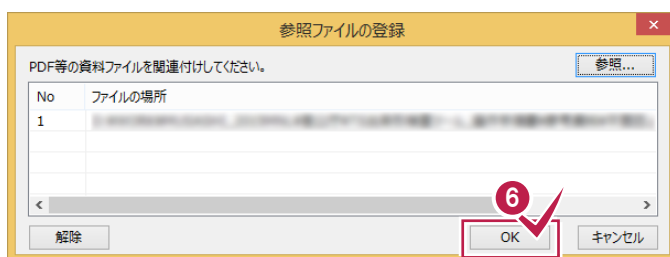 参照ファイルの登録
×
PDF等の資料ファイルを関連付けしてください。
参照...
No ファイルの場所
1
6
解除 OK キャンセル